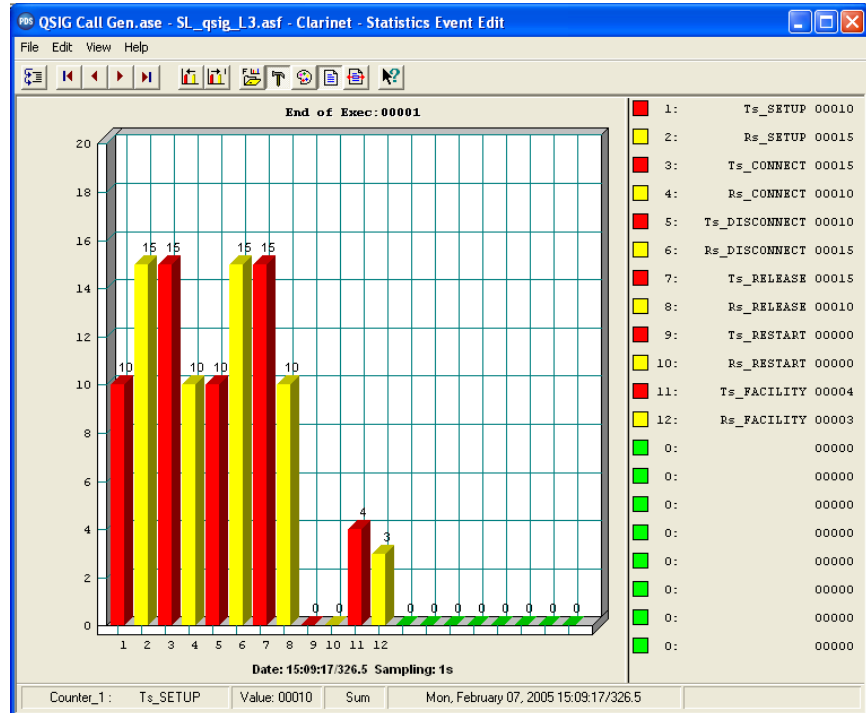 PDS QSIG Call Gen.ase - SL_qsig_L3.asf - Clarinet - Statistics Event Edit
File Edit View Help
End of Exec:00001
20
18
16
14
12
10
8
6
4
2
0
10 15 15 10 10 15 15 10 0 0 4 3 0 0 0 0 0 0 0 0
1 2 3 4 5 6 7 8 9 10 11 12
Date: 15:09:17/326.5 Sampling: 1s
1: Ts_SETUP 00010
2: Rs_SETUP 00015
3: Ts_CONNECT 00015
4: Rs_CONNECT 00010
5: Ts_DISCONNECT 00010
6: Rs_DISCONNECT 00015
7: Ts_RELEASE 00015
8: Rs_RELEASE 00010
9: Ts_RESTART 00000
10: Rs_RESTART 00000
11: Ts_FACILITY 00004
12: Rs_FACILITY 00003
0: 00000
0: 00000
0: 00000
0: 00000
0: 00000
0: 00000
0: 00000
0: 00000
Counter_1 : Ts_SETUP Value: 00010 Sum Mon, February 07, 2005 15:09:17/326.5